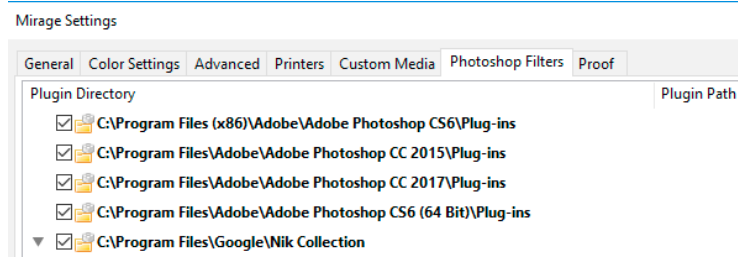 Mirage Settings
General Color Settings Advanced Printers Custom Media Photoshop Filters Proof
Plugin Directory Plugin Path
C:\Program Files (x86)\Adobe\Adobe Photoshop CS6\Plug-ins
C:\Program Files\Adobe\Adobe Photoshop CC 2015\Plug-ins
C:\Program Files\Adobe\Adobe Photoshop CC 2017\Plug-ins
C:\Program Files\Adobe\Adobe Photoshop CS6 (64 Bit)\Plug-ins
C:\Program Files\Google\Nik Collection